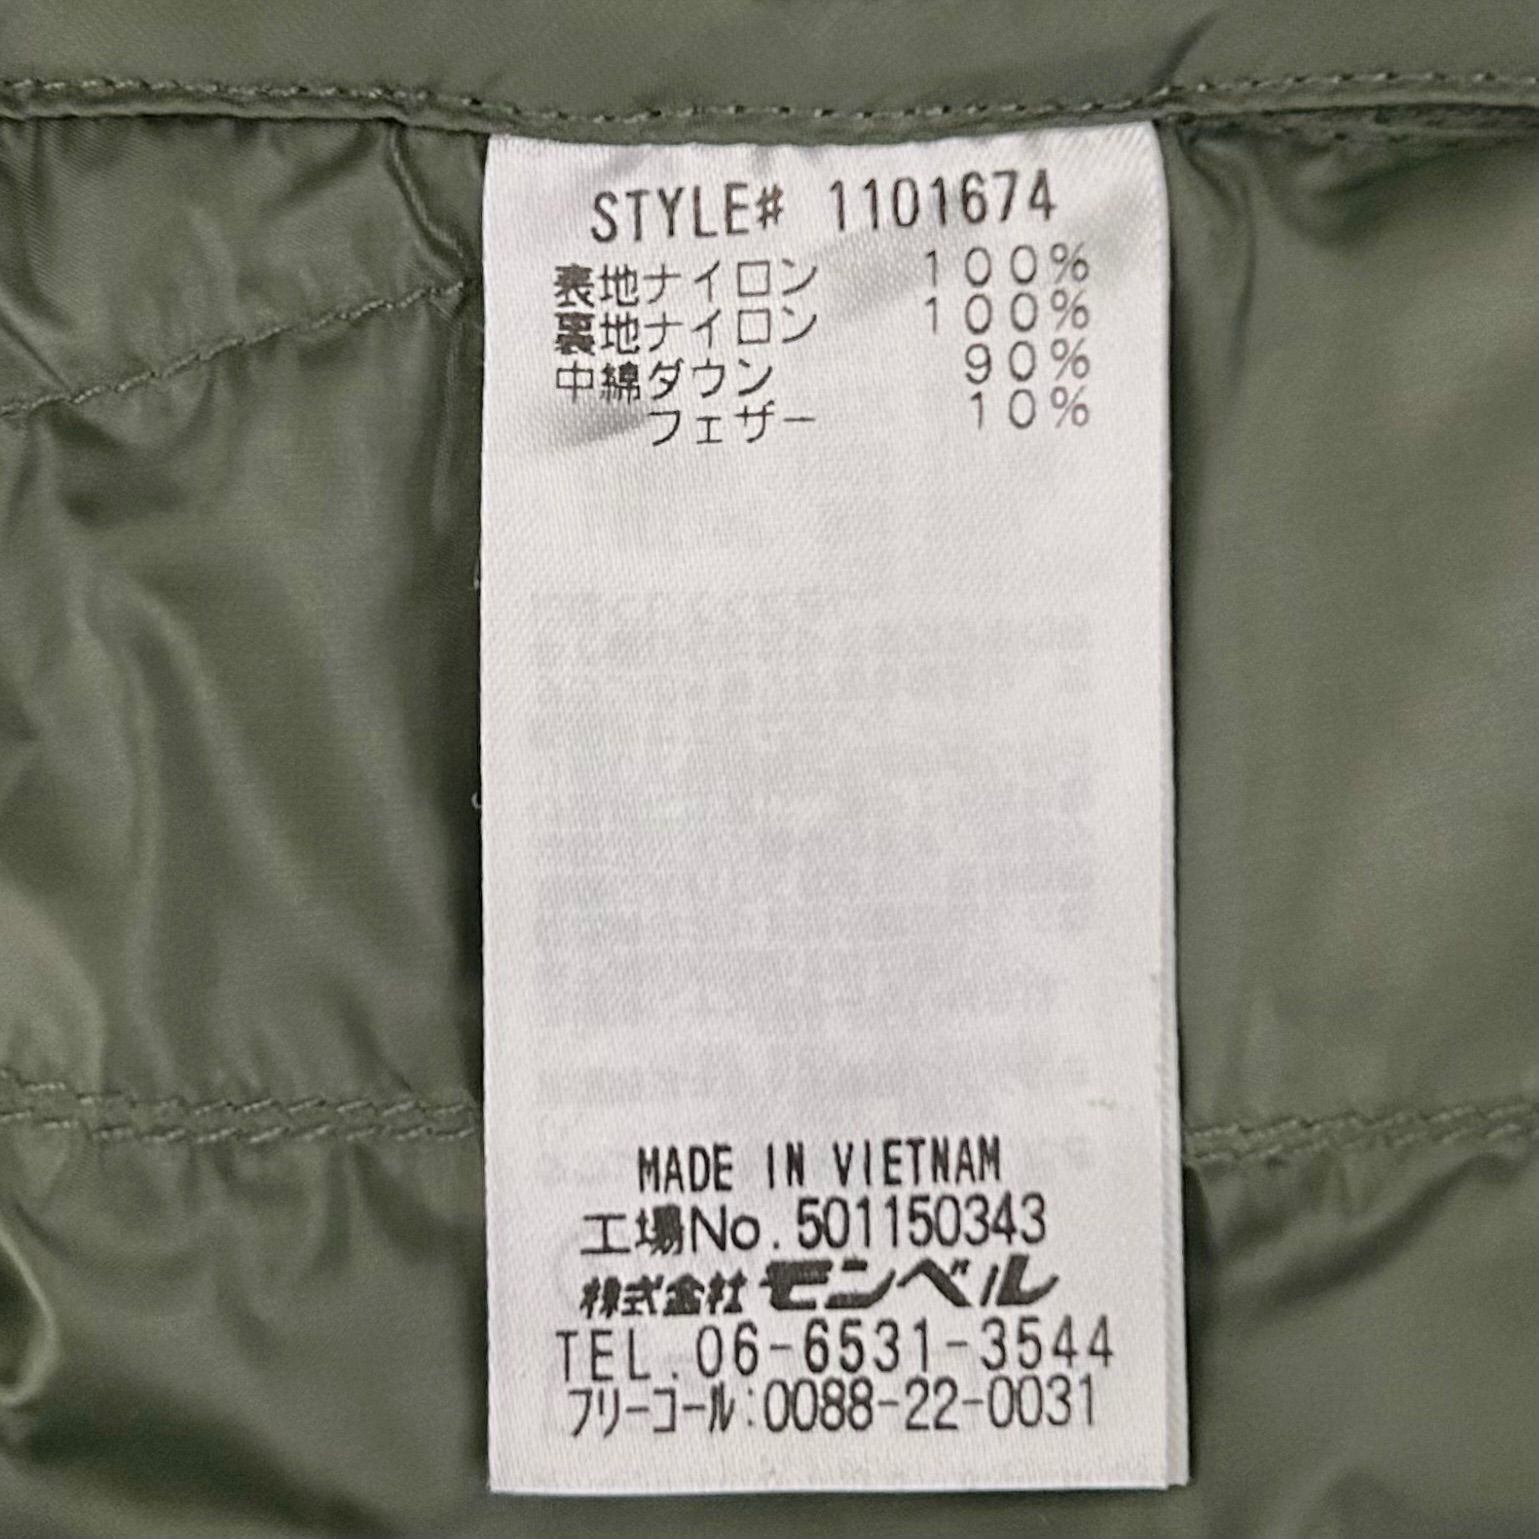 STYLE# 1101674
表地ナイロン 100%
裏地ナイロン 100%
中綿ダウン 90%
フェザー 10%
MADE IN VIETNAM
工場No.501150343
株式会社モンベル
TEL.06-6531-3544
フリーコール:0088-22-0031